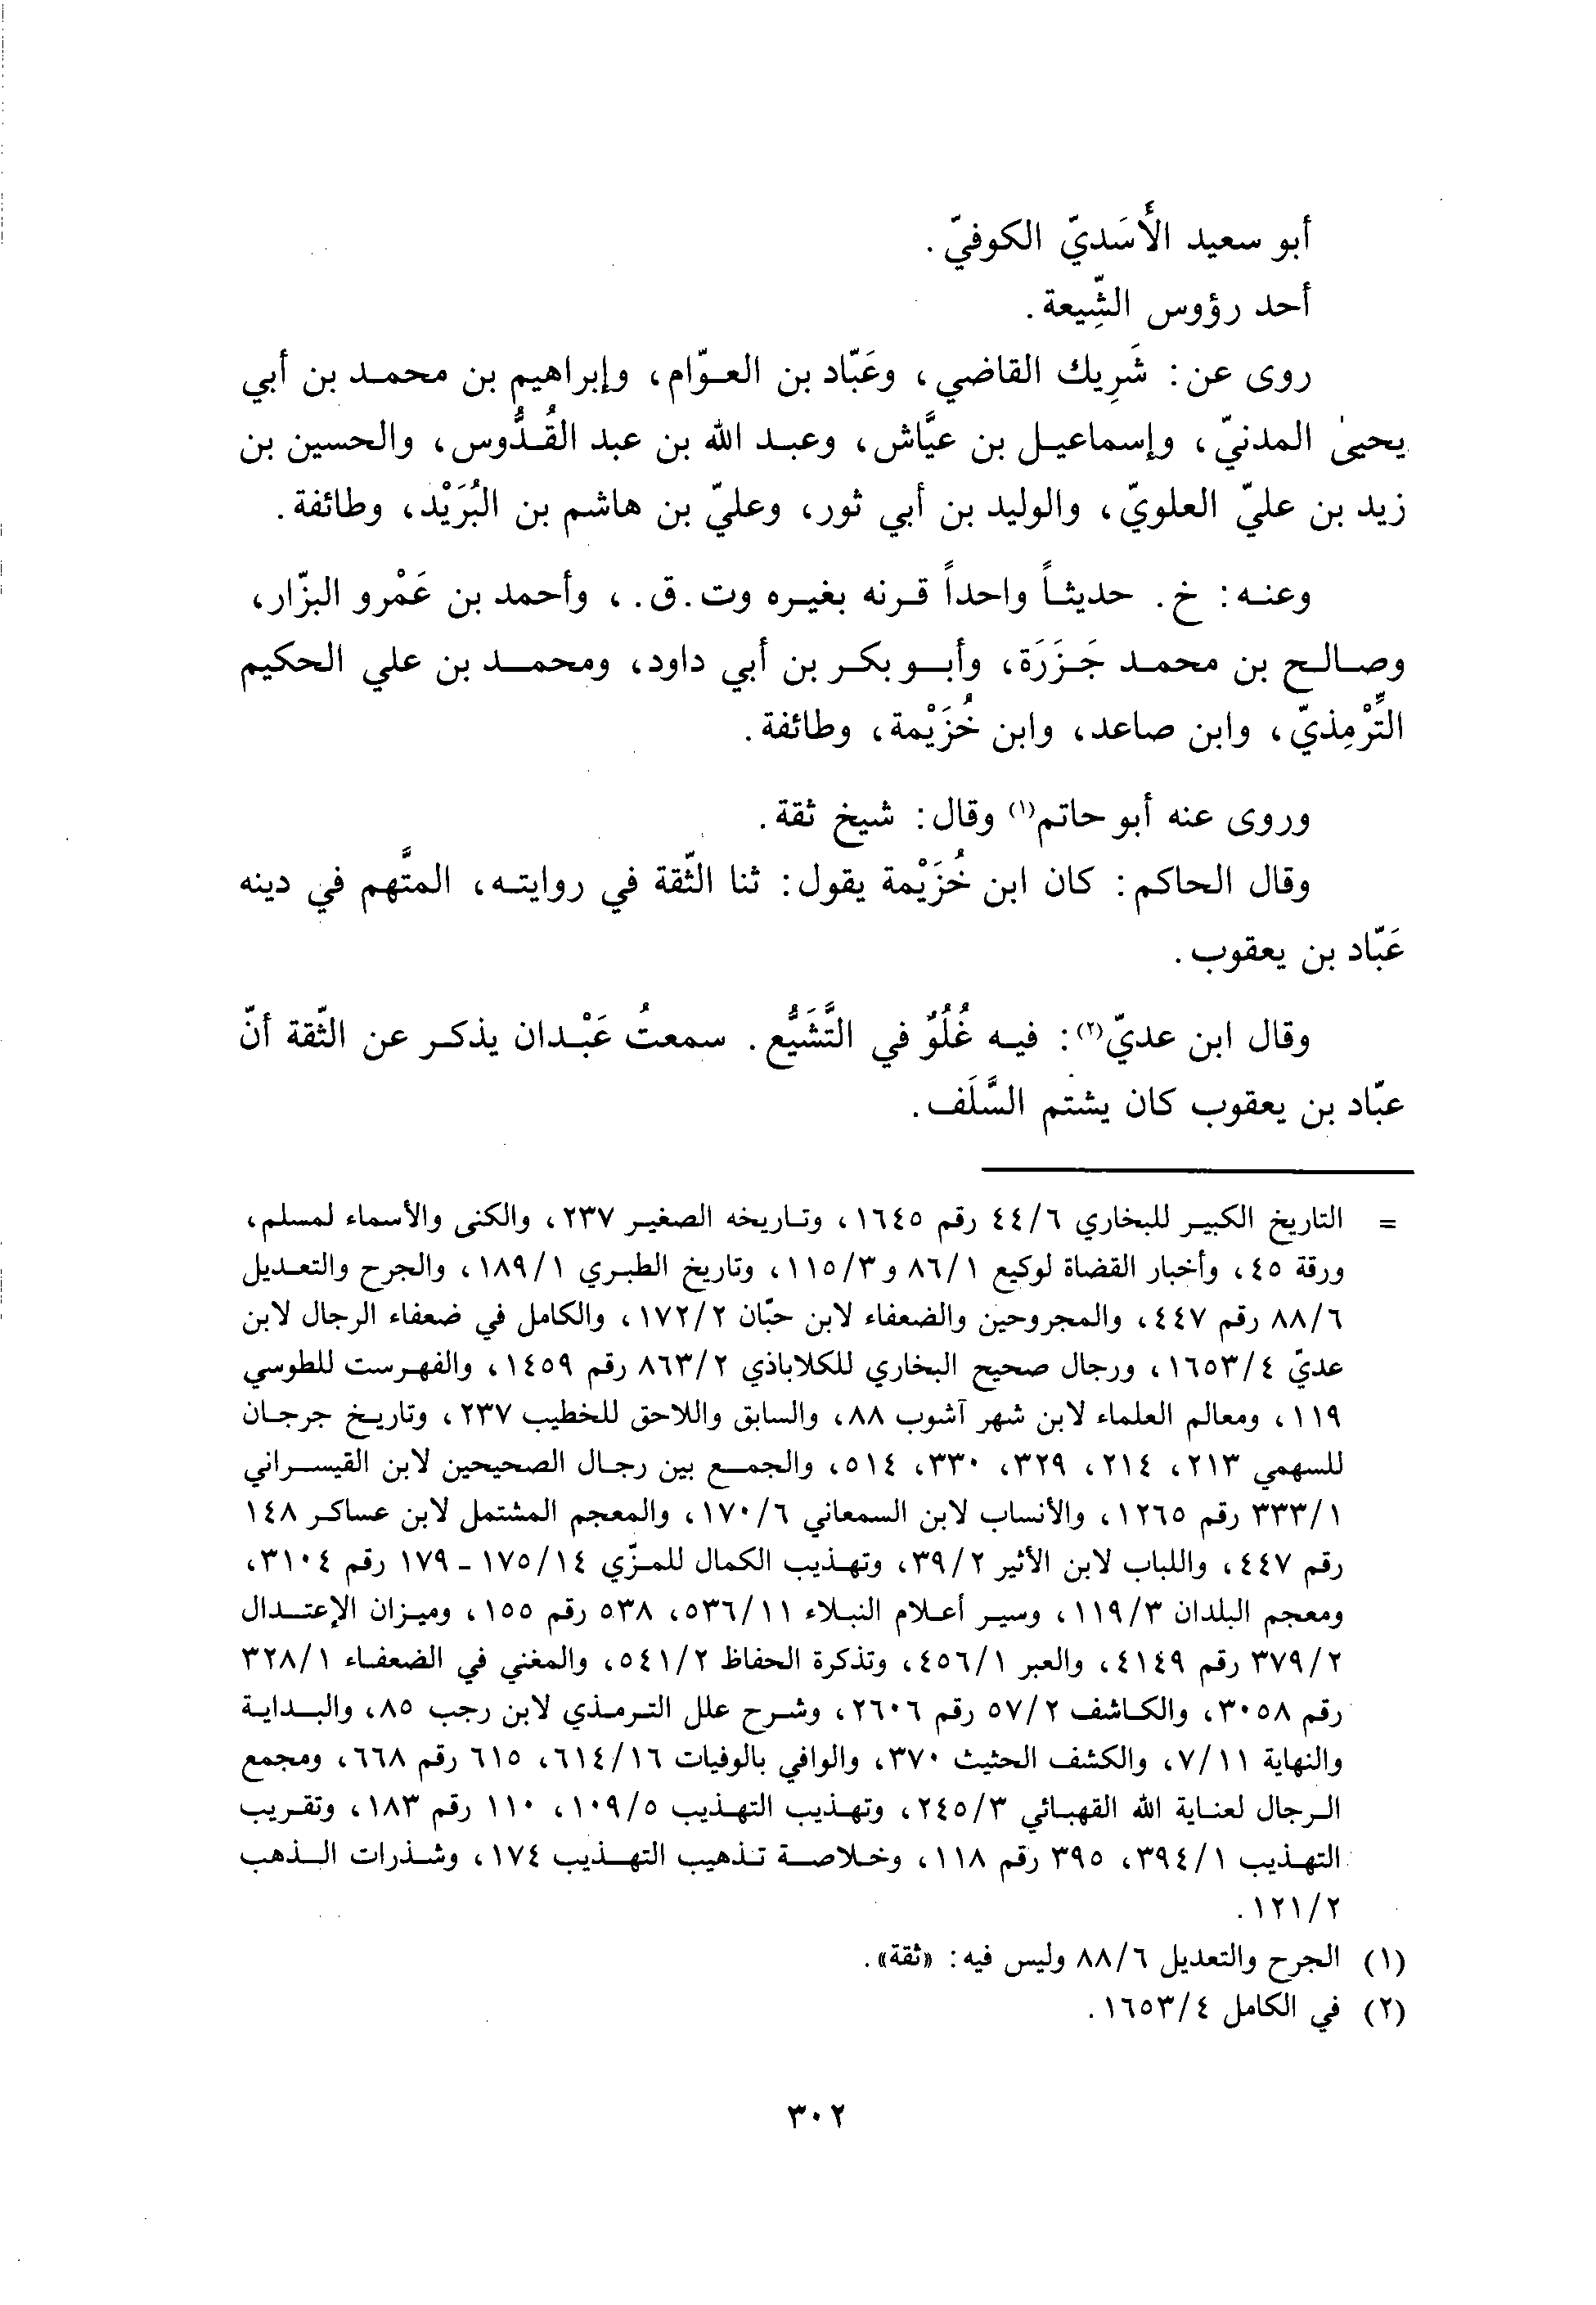 أبو سعيد الأَسَديّ الكوفيّ.
أحد رؤوس الشِّيعة.
روى عن: شَرِيك القاضي، وعَبّاد بن العوّام، وإبراهيم بن محمد بن أبي
يحيىٰ المدنيّ، وإسماعيل بن عيَّاش، وعبد الله بن عبد القُدُّوس، والحسين بن
زيد بن عليّ العلويّ، والوليد بن أبي ثور، وعليّ بن هاشم بن البُرَيْد، وطائفة.
وعنه: خ. حديثاً واحداً قرنه بغيره وت.ق.، وأحمد بن عَمْرو البزّار،
وصالح بن محمد جَزَرَة، وأبو بكر بن أبي داود، ومحمد بن علي الحكيم
التِّرْمِذيّ، وابن صاعد، وابن خُزَيْمة، وطائفة.
وروى عنه أبو حاتم(١) وقال: شيخ ثقة.
وقال الحاكم: كان ابن خُزَيْمة يقول: ثنا الثّقة في روايته، المتَّهم في دينه
عَبّاد بن يعقوب.
وقال ابن عديّ(٢): فيه غُلُوٌ في التَّشَيُّع. سمعتُ عَبْدان يذكر عن الثّقة أنّ
عبّاد بن يعقوب كان يشتم السَّلَف.
= التاريخ الكبير للبخاري ٤٤/٦ رقم ١٦٤٥، وتاريخه الصغير ٢٣٧، والكنى والأسماء لمسلم،
ورقة ٤٥، وأخبار القضاة لوكيع ٨٦/١ و١١٥/٣، وتاريخ الطبري ١٨٩/١، والجرح والتعديل
٨٨/٦ رقم ٤٤٧، والمجروحين والضعفاء لابن حبّان ١٧٢/٢، والكامل في ضعفاء الرجال لابن
عديّ ١٦٥٣/٤، ورجال صحيح البخاري للكلاباذي ٨٦٣/٢ رقم ١٤٥٩، والفهرست للطوسي
١١٩، ومعالم العلماء لابن شهر آشوب ٨٨، والسابق واللاحق للخطيب ٢٣٧، وتاريخ جرجان
للسهمي ٢١٣، ٢١٤، ٣٢٩، ٣٣٠، ٥١٤، والجمع بين رجال الصحيحين لابن القيسراني
٣٣٣/١ رقم ١٢٦٥، والأنساب لابن السمعاني ١٧٠/٦، والمعجم المشتمل لابن عساكر ١٤٨
رقم ٤٤٧، واللباب لابن الأثير ٣٩/٢، وتهذيب الكمال للمزّي ١٧٥/١٤ - ١٧٩ رقم ٣١٠٤،
ومعجم البلدان ١١٩/٣، وسير أعلام النبلاء ٥٣٦/١١، ٥٣٨ رقم ١٥٥، وميزان الإعتدال
٣٧٩/٢ رقم ٤١٤٩، والعبر ٤٥٦/١، وتذكرة الحفاظ ٥٤١/٢، والمغني في الضعفاء ٣٢٨/١
رقم ٣٠٥٨، والكاشف ٥٧/٢ رقم ٢٦٠٦، وشرح علل الترمذي لابن رجب ٨٥، والبداية
والنهاية ٧/١١، والكشف الحثيث ٣٧٠، والوافي بالوفيات ٦١٤/١٦، ٦١٥ رقم ٦٦٨، ومجمع
الرجال لعناية الله القهبائي ٢٤٥/٣، وتهذيب التهذيب ١٠٩/٥، ١١٠ رقم ١٨٣، وتقريب
التهذيب ٣٩٤/١، ٣٩٥ رقم ١١٨، وخلاصة تذهيب التهذيب ١٧٤، وشذرات الذهب
١٢١/٢.
(١) الجرح والتعديل ٨٨/٦ وليس فيه: «ثقة».
(٢) في الكامل ١٦٥٣/٤.
٣٠٢